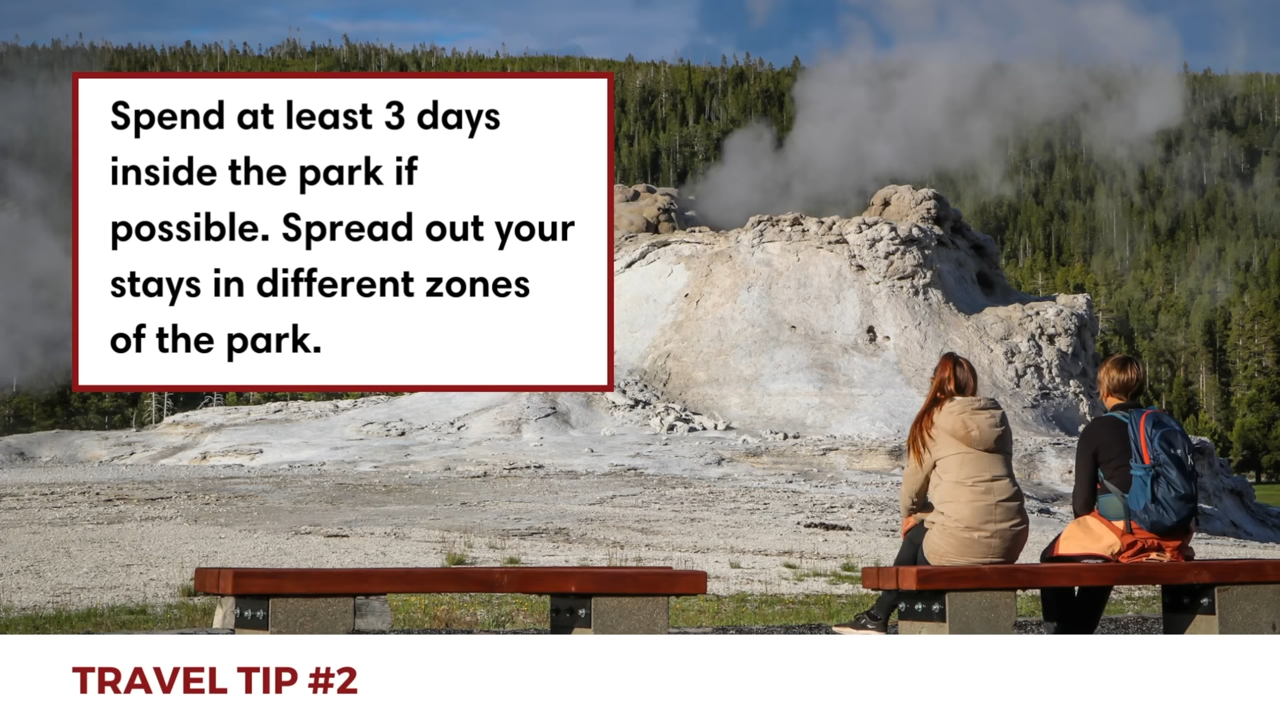 Spend at least 3 days
inside the park if
possible. Spread out your
stays in different zones
of the park.
TRAVEL TIP #2